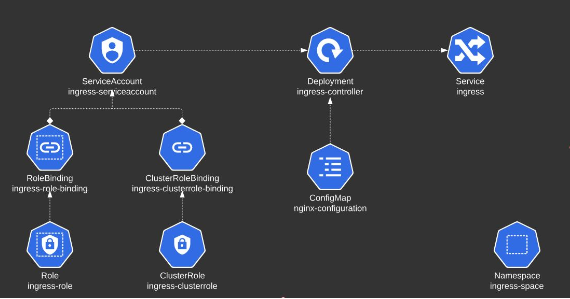 ServiceAccount
ingress-serviceaccount
Deployment
ingress-controller
Service
ingress
RoleBinding
ingress-role-binding
ClusterRoleBinding
ingress-clusterrole-binding
ConfigMap
nginx-configuration
Role
ingress-role
ClusterRole
ingress-clusterrole
Namespace
ingress-space